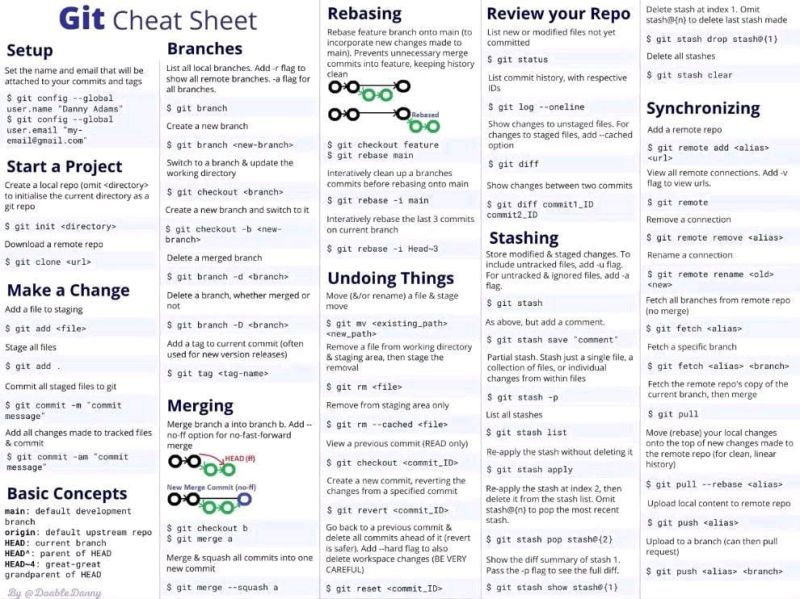 Git Cheat Sheet
Setup
Set the name and email that will be
attached to your commits and tags
$ git config --global
user.name "Danny Adams"
$ git config --global
user.email "my-
email@gmail.com"
Start a Project
Create a local repo (omit <directory>
to initialise the current directory as a
git repo
$ git init <directory>
Download a remote repo
$ git clone <url>
Make a Change
Add a file to staging
$ git add <file>
Stage all files
$ git add .
Commit all staged files to git
$ git commit -m "commit
message"
Add all changes made to tracked files
& commit
$ git commit -am "commit
message"
Basic Concepts
main: default development
branch
origin: default upstream repo
HEAD: current branch
HEAD^: parent of HEAD
HEAD~4: great-great
grandparent of HEAD
By @DoableDanny
Branches
List all local branches. Add -r flag to
show all remote branches. -a flag for
all branches.
$ git branch
Create a new branch
$ git branch <new-branch>
Switch to a branch & update the
working directory
$ git checkout <branch>
Create a new branch and switch to it
$ git checkout -b <new-
branch>
Delete a merged branch
$ git branch -d <branch>
Delete a branch, whether merged or
not
$ git branch -D <branch>
Add a tag to current commit (often
used for new version releases)
$ git tag <tag-name>
Merging
Merge branch a into branch b. Add --
no-ff option for no-fast-forward
merge
HEAD (ff)
New Merge Commit (no-ff)
$ git checkout b
$ git merge a
Merge & squash all commits into one
new commit
$ git merge --squash a
Rebasing
Rebase feature branch onto main (to
incorporate new changes made to
main). Prevents unnecessary merge
commits into feature, keeping history
clean
Rebased
$ git checkout feature
$ git rebase main
Interatively clean up a branches
commits before rebasing onto main
$ git rebase -i main
Interatively rebase the last 3 commits
on current branch
$ git rebase -i Head~3
Undoing Things
Move (&/or rename) a file & stage
move
$ git mv <existing_path>
<new_path>
Remove a file from working directory
& staging area, then stage the
removal
$ git rm <file>
Remove from staging area only
$ git rm --cached <file>
View a previous commit (READ only)
$ git checkout <commit_ID>
Create a new commit, reverting the
changes from a specified commit
$ git revert <commit_ID>
Go back to a previous commit &
delete all commits ahead of it (revert
is safer). Add --hard flag to also
delete workspace changes (BE VERY
CAREFUL)
$ git reset <commit_ID>
Review your Repo
List new or modified files not yet
committed
$ git status
List commit history, with respective
IDs
$ git log --oneline
Show changes to unstaged files. For
changes to staged files, add --cached
option
$ git diff
Show changes between two commits
$ git diff commit1_ID
commit2_ID
Stashing
Store modified & staged changes. To
include untracked files, add -u flag.
For untracked & ignored files, add -a
flag.
$ git stash
As above, but add a comment.
$ git stash save "comment"
Partial stash. Stash just a single file, a
collection of files, or individual
changes from within files
$ git stash -p
List all stashes
$ git stash list
Re-apply the stash without deleting it
$ git stash apply
Re-apply the stash at index 2, then
delete it from the stash list. Omit
stash@{n} to pop the most recent
stash.
$ git stash pop stash@{2}
Show the diff summary of stash 1.
Pass the -p flag to see the full diff.
$ git stash show stash@{1}
Delete stash at index 1. Omit
stash@{n} to delete last stash made
$ git stash drop stash@{1}
Delete all stashes
$ git stash clear
Synchronizing
Add a remote repo
$ git remote add <alias>
<url>
View all remote connections. Add -v
flag to view urls.
$ git remote
Remove a connection
$ git remote remove <alias>
Rename a connection
$ git remote rename <old>
<new>
Fetch all branches from remote repo
(no merge)
$ git fetch <alias>
Fetch a specific branch
$ git fetch <alias> <branch>
Fetch the remote repo's copy of the
current branch, then merge
$ git pull
Move (rebase) your local changes
onto the top of new changes made to
the remote repo (for clean, linear
history)
$ git pull --rebase <alias>
Upload local content to remote repo
$ git push <alias>
Upload to a branch (can then pull
request)
$ git push <alias> <branch>